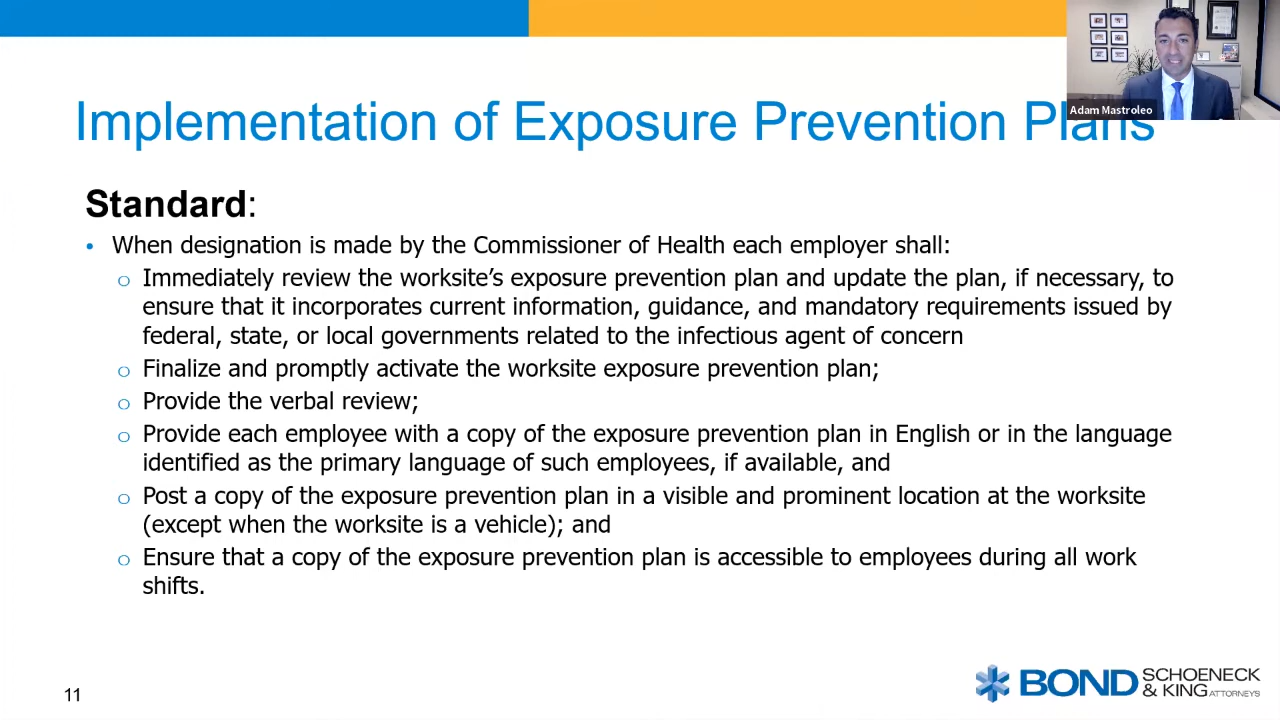 Adam Mastroleo
Implementation of Exposure Prevention Plans
Standard:
• When designation is made by the Commissioner of Health each employer shall:
o Immediately review the worksite’s exposure prevention plan and update the plan, if necessary, to
ensure that it incorporates current information, guidance, and mandatory requirements issued by
federal, state, or local governments related to the infectious agent of concern
o Finalize and promptly activate the worksite exposure prevention plan;
o Provide the verbal review;
o Provide each employee with a copy of the exposure prevention plan in English or in the language
identified as the primary language of such employees, if available, and
o Post a copy of the exposure prevention plan in a visible and prominent location at the worksite
(except when the worksite is a vehicle); and
o Ensure that a copy of the exposure prevention plan is accessible to employees during all work
shifts.
11
BOND SCHOENECK
& KING ATTORNEYS